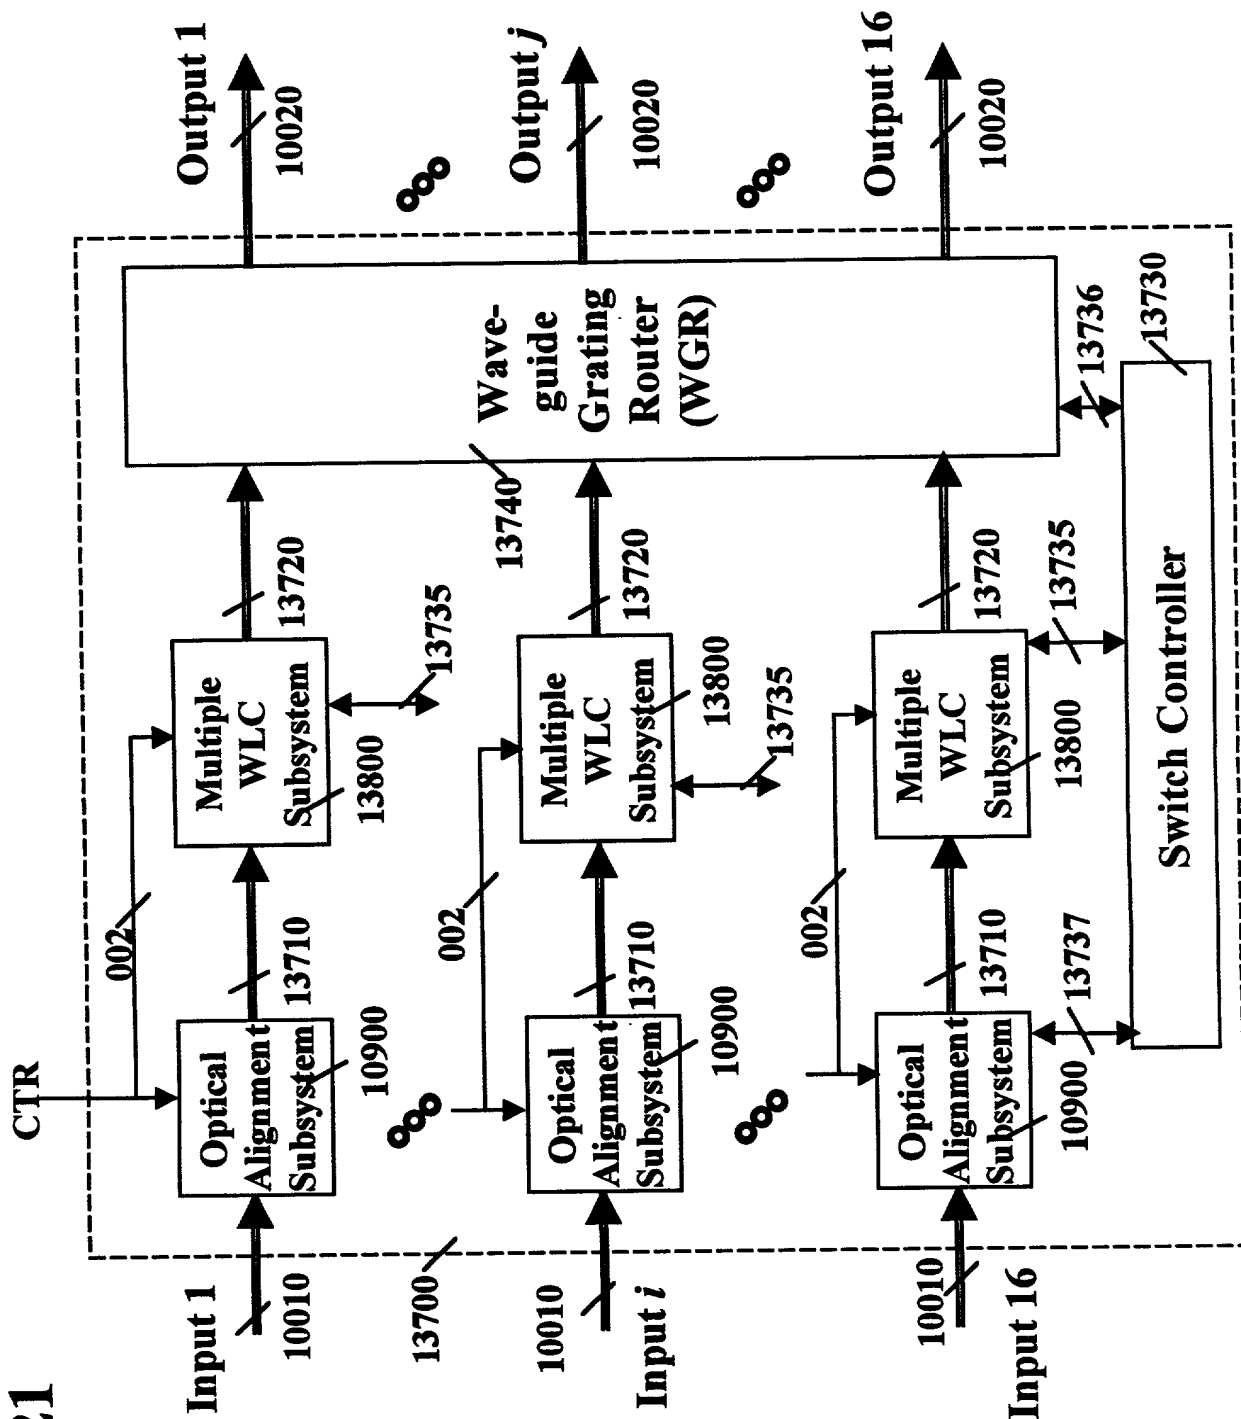 21
CTR
Input 1
10010
Optical
Alignment
Subsystem
10900
002
13710
Multiple
WLC
Subsystem
13800
13735
13720
Output 1
10020
13700
Input i
10010
Optical
Alignment
Subsystem
10900
002
13710
Multiple
WLC
Subsystem
13800
13735
13720
13740
Wave-
guide
Grating
Router
(WGR)
Output j
10020
Input 16
10010
Optical
Alignment
Subsystem
10900
002
13710
13737
Multiple
WLC
Subsystem
13800
13735
13720
13736
13730
Switch Controller
Output 16
10020